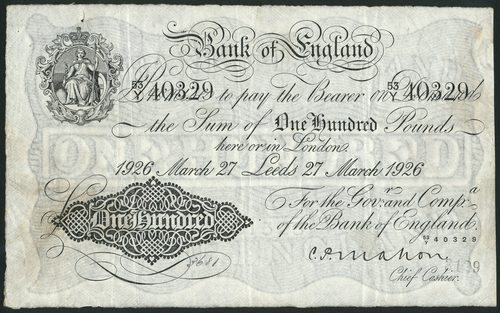 Bank of England
53/Y 40329 53/Y 40329
Promise to pay the Bearer on Demand
the Sum of One Hundred Pounds
here or in London.
1926 March 27 Leeds 27 March 1926
For the Govr. and Compa.
of the Bank of England.
53/Y 40329
One Hundred
C.P. Mahon.
Chief Cashier.